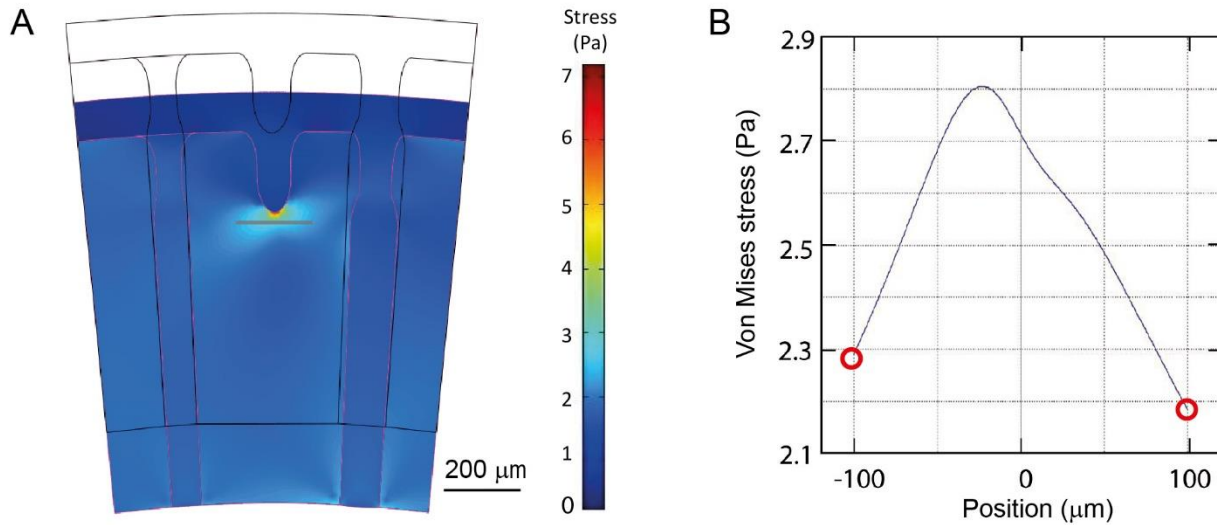 A
Stress
(Pa)
7
6
5
4
3
2
1
0
200 μm
B
Von Mises stress (Pa)
2.9
2.7
2.5
2.3
2.1
-100
0
100
Position (μm)